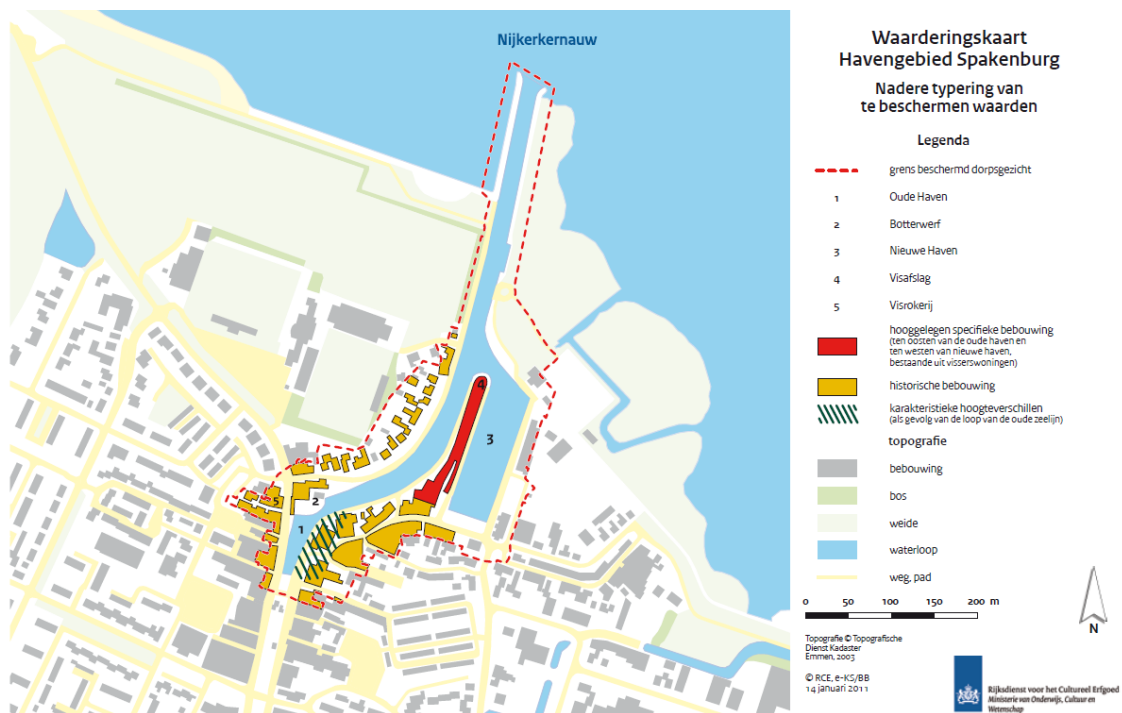 Nijkerkernauw
4
3
5
2
1
Waarderingskaart
Havengebied Spakenburg
Nadere typering van
te beschermen waarden
Legenda
grens beschermd dorpsgezicht
1 Oude Haven
2 Botterwerf
3 Nieuwe Haven
4 Visafslag
5 Visrokerij
hooggelegen specifieke bebouwing
(ten oosten van de oude haven en
ten westen van nieuwe haven,
bestaande uit visserswoningen)
historische bebouwing
karakteristieke hoogteverschillen
(als gevolg van de loop van de oude zeelijn)
topografie
bebouwing
bos
weide
waterloop
weg, pad
0 50 100 150 200 m
N
Topografie © Topografische
Dienst Kadaster
Emmen, 2003
© RCE, e-KS/BB
14 januari 2011
Rijksdienst voor het Cultureel Erfgoed
Ministerie van Onderwijs, Cultuur en
Wetenschap